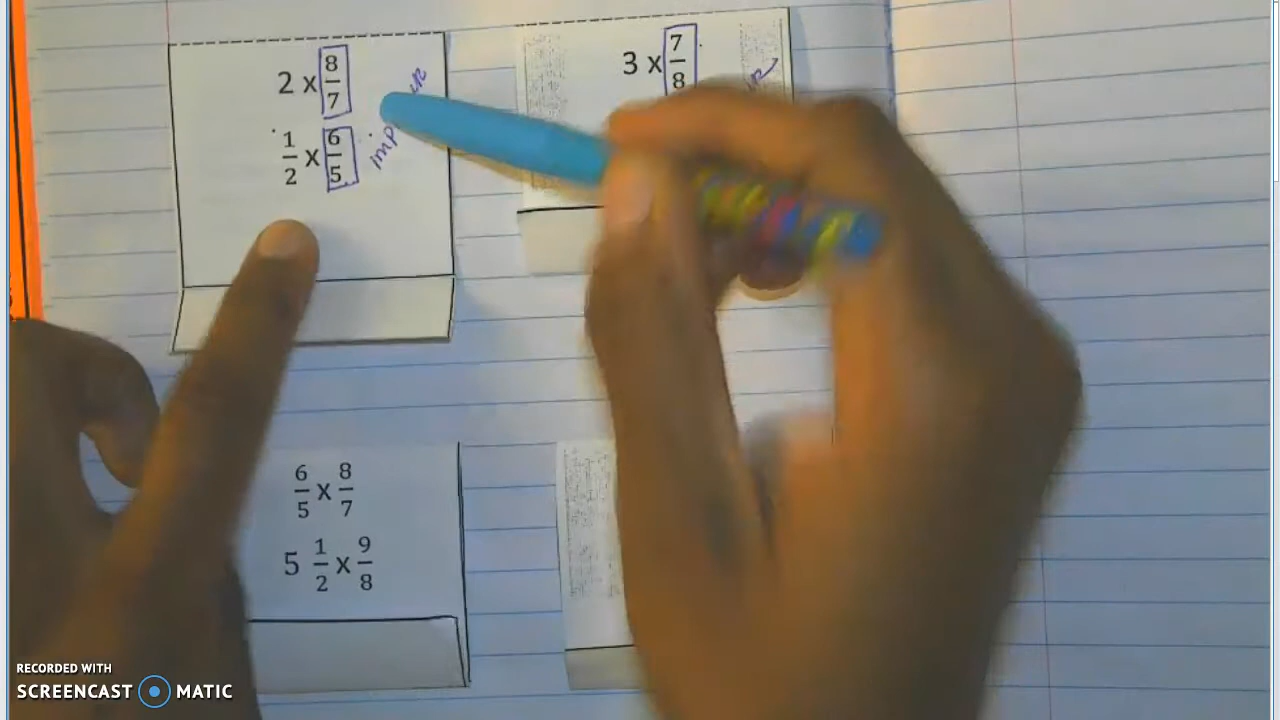 2 x 8/7
1/2 x 6/5
3 x 7/8
6/5 x 8/7
5 1/2 x 9/8
RECORDED WITH
SCREENCAST MATIC